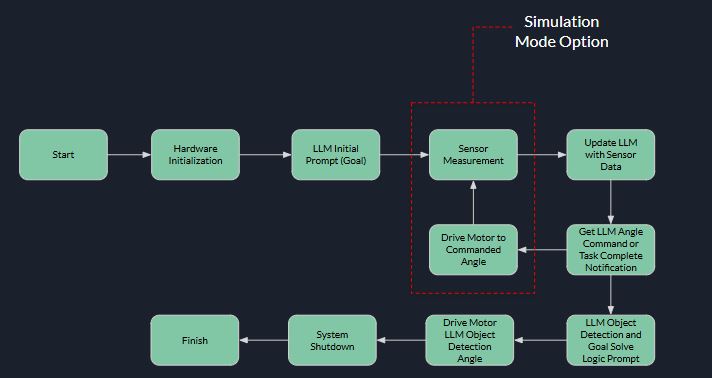 Simulation
Mode Option
Start
Hardware
Initialization
LLM Initial
Prompt (Goal)
Sensor
Measurement
Update LLM
with Sensor
Data
Drive Motor to
Commanded
Angle
Get LLM Angle
Command or
Task Complete
Notification
Finish
System
Shutdown
Drive Motor
LLM Object
Detection
Angle
LLM Object
Detection and
Goal Solve
Logic Prompt